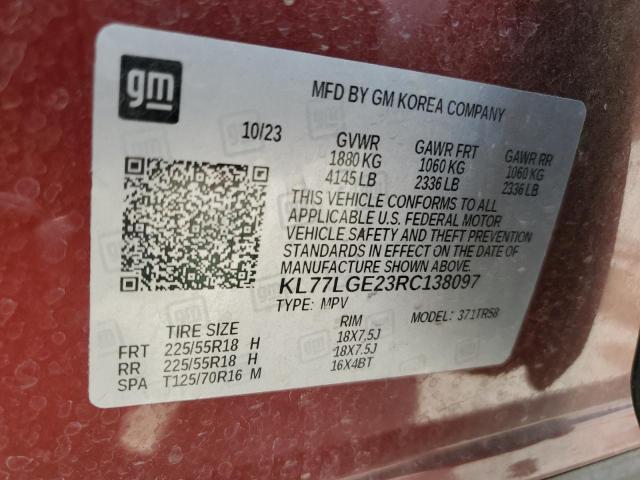 gm
MFD BY GM KOREA COMPANY
10/23 GVWR GAWR FRT GAWR RR
1880 KG 1060 KG 1060 KG
4145 LB 2336 LB 2336 LB
THIS VEHICLE CONFORMS TO ALL
APPLICABLE U.S. FEDERAL MOTOR
VEHICLE SAFETY AND THEFT PREVENTION
STANDARDS IN EFFECT ON THE DATE OF
MANUFACTURE SHOWN ABOVE.
KL77LGE23RC138097
TYPE: MPV MODEL: 371TR58
TIRE SIZE RIM
FRT 225/55R18 H 18X7.5J
RR 225/55R18 H 18X7.5J
SPA T125/70R16 M 16X4BT